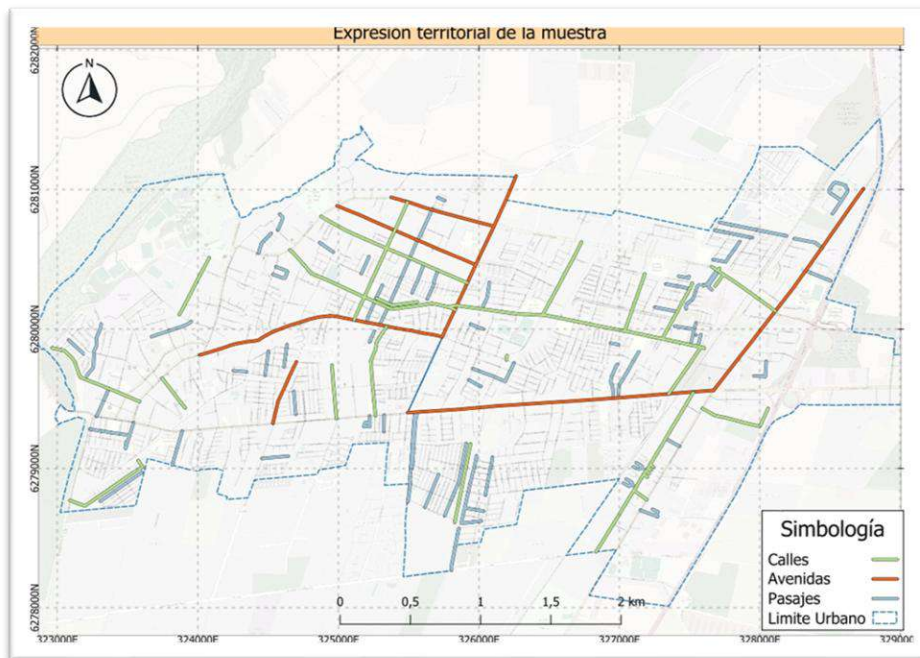 Expresión territorial de la muestra
N
6282000N
6281000N
6280000N
6279000N
6278000N
Simbología
Calles
Avenidas
Pasajes
Limite Urbano
0 0,5 1 1,5 2 km
323000E 324000E 325000E 326000E 327000E 328000E 329000